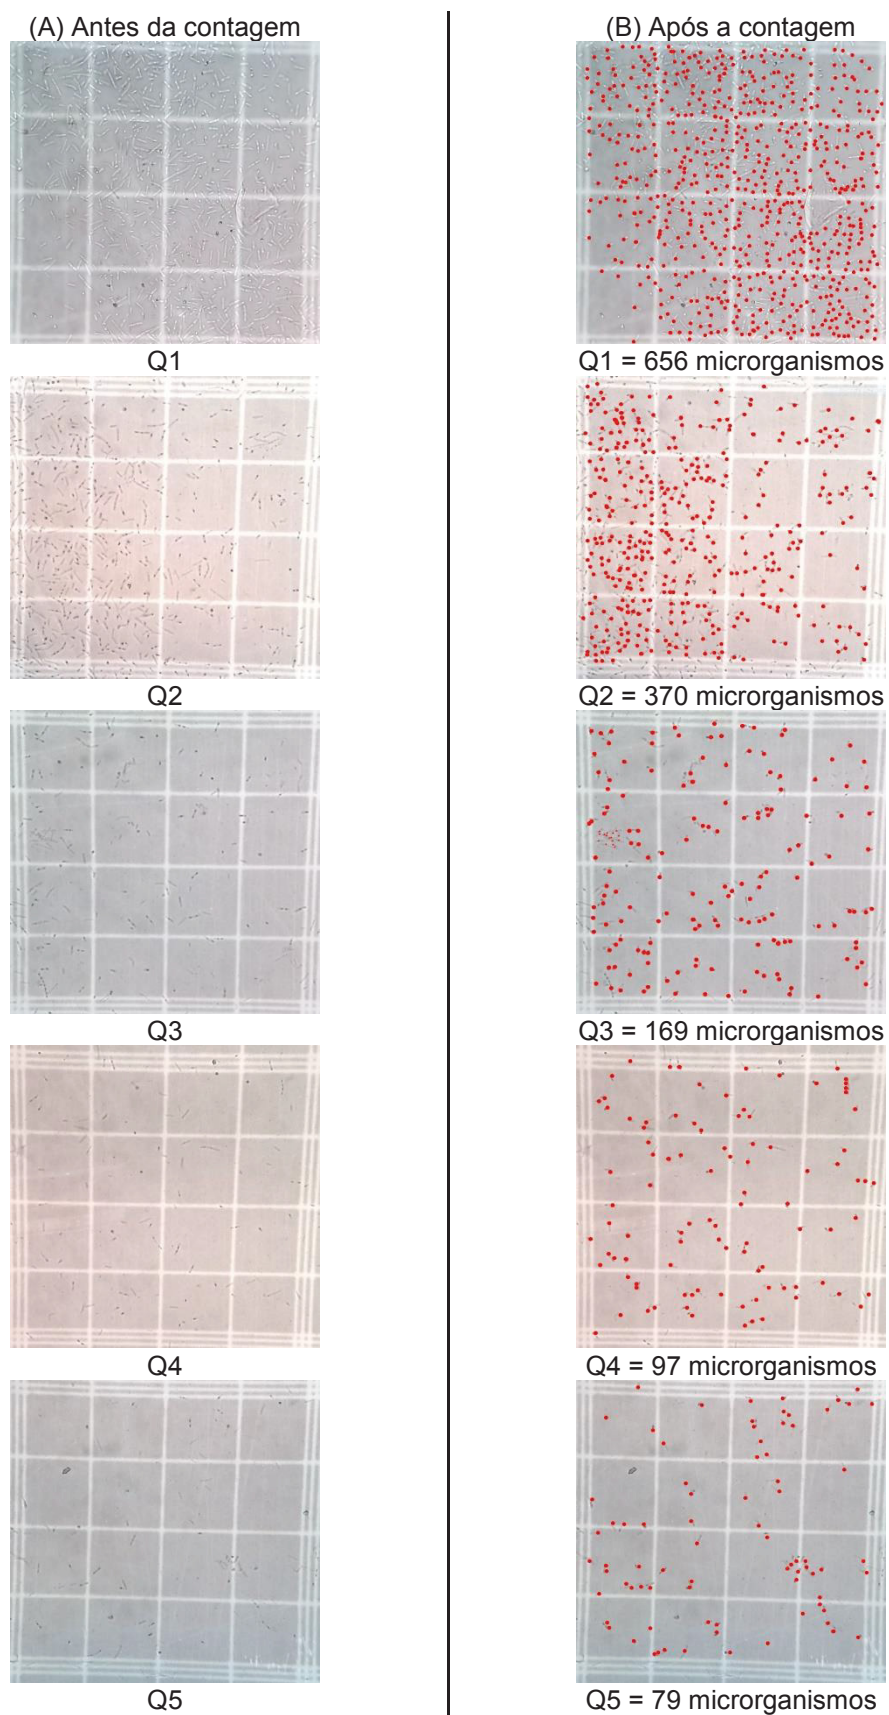 (A) Antes da contagem
(B) Após a contagem
Q1
Q1 = 656 microrganismos
Q2
Q2 = 370 microrganismos
Q3
Q3 = 169 microrganismos
Q4
Q4 = 97 microrganismos
Q5
Q5 = 79 microrganismos